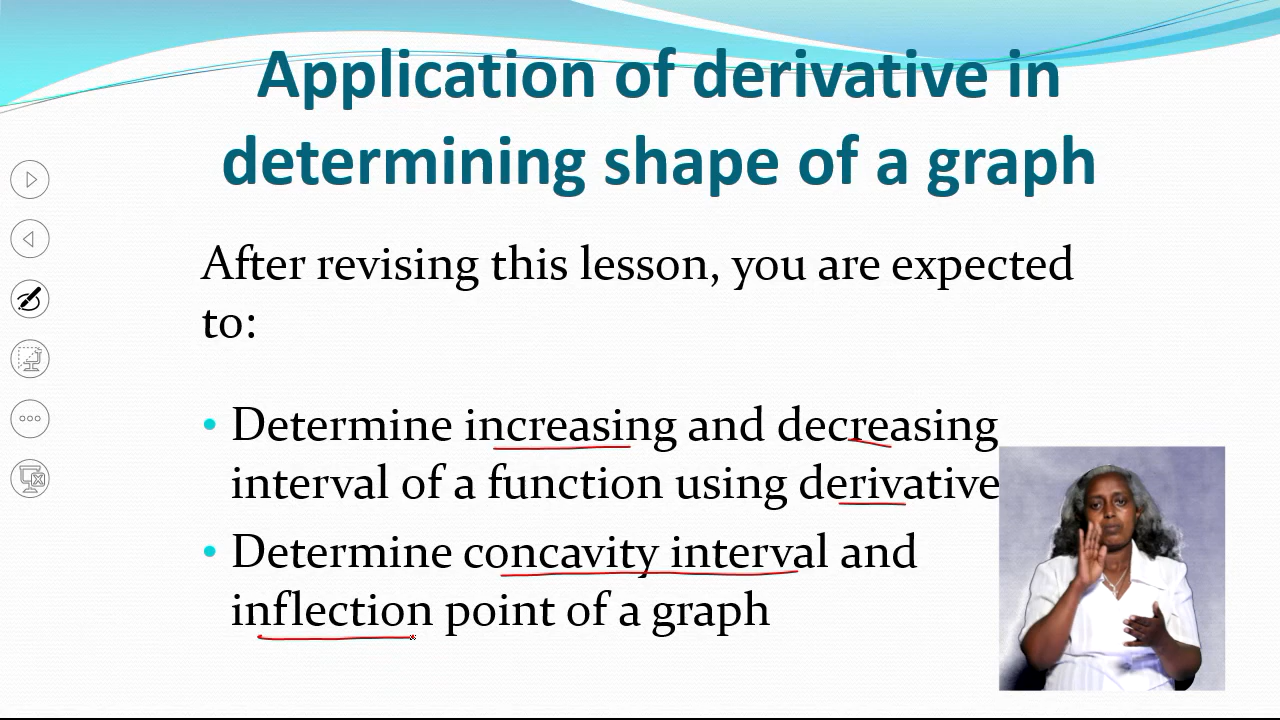 Application of derivative in
determining shape of a graph
After revising this lesson, you are expected
to:
• Determine increasing and decreasing
interval of a function using derivative
• Determine concavity interval and
inflection point of a graph